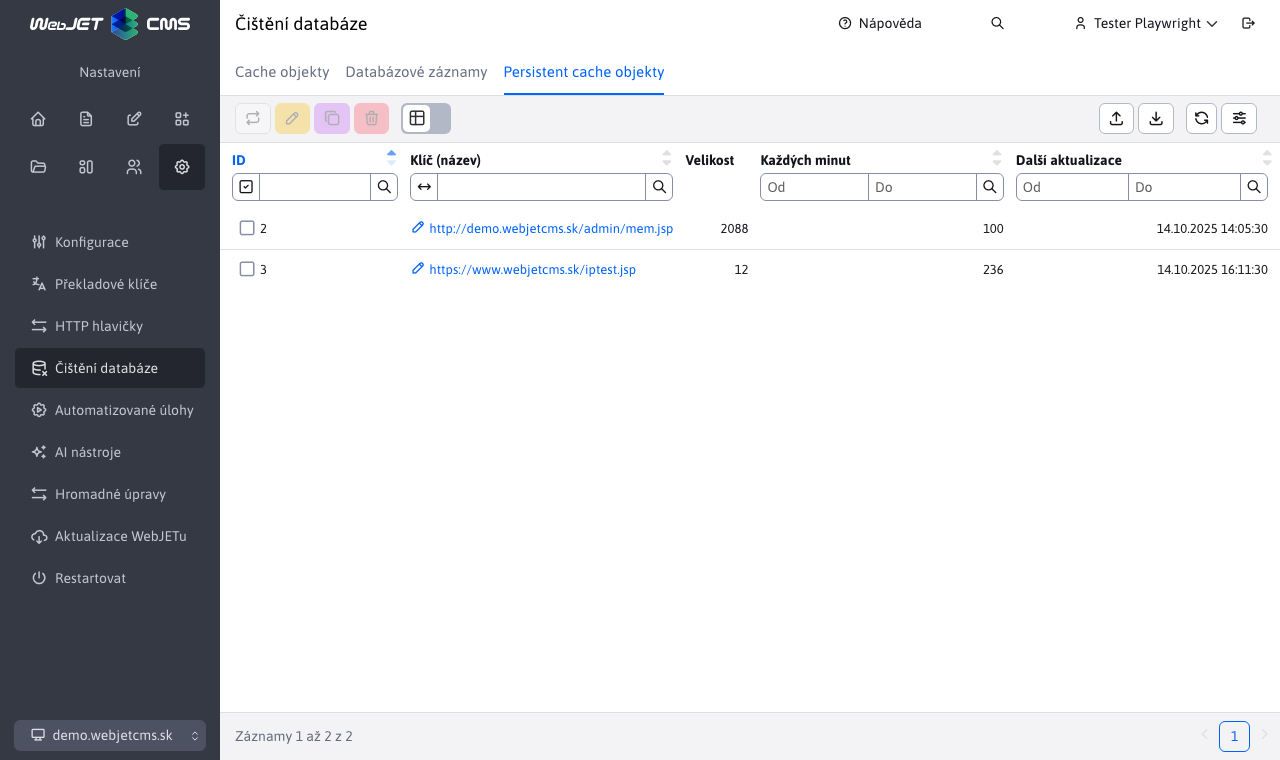 WebJET CMS
Čištění databáze
Nápověda
Tester Playwright
Nastavení
Cache objekty
Databázové záznamy
Persistent cache objekty
ID
Klíč (název)
Velikost
Každých minut
Další aktualizace
Od
Do
Od
Do
2
http://demo.webjetcms.sk/admin/mem.jsp
2088
100
14.10.2025 14:05:30
3
https://www.webjetcms.sk/iptest.jsp
12
236
14.10.2025 16:11:30
Konfigurace
Překladové klíče
HTTP hlavičky
Čištění databáze
Automatizované úlohy
AI nástroje
Hromadné úpravy
Aktualizace WebJETu
Restartovat
demo.webjetcms.sk
Záznamy 1 až 2 z 2
1